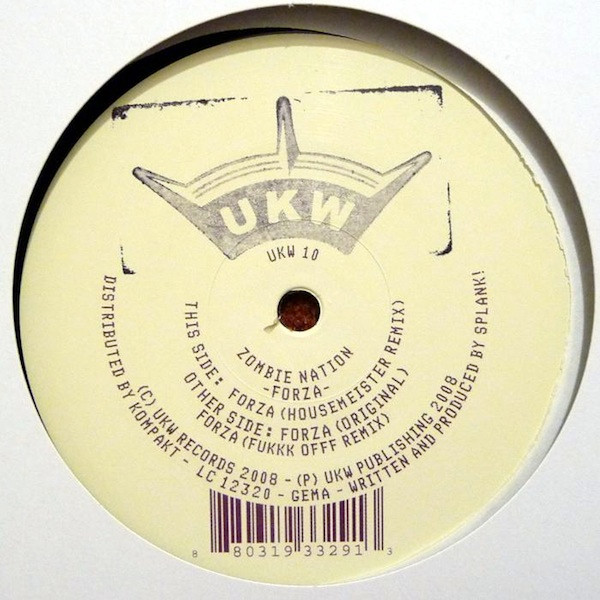 UKW
UKW 10
ZOMBIE NATION
-FORZA-
THIS SIDE: FORZA (HOUSEMEISTER REMIX)
OTHER SIDE: FORZA (ORIGINAL)
FORZA (FUKKK OFFF REMIX)
(C) UKW RECORDS 2008 - (P) UKW PUBLISHING 2008
DISTRIBUTED BY KOMPAKT - LC 12320 - GEMA - WRITTEN AND PRODUCED BY SPLANK!
8 80319 33291 3